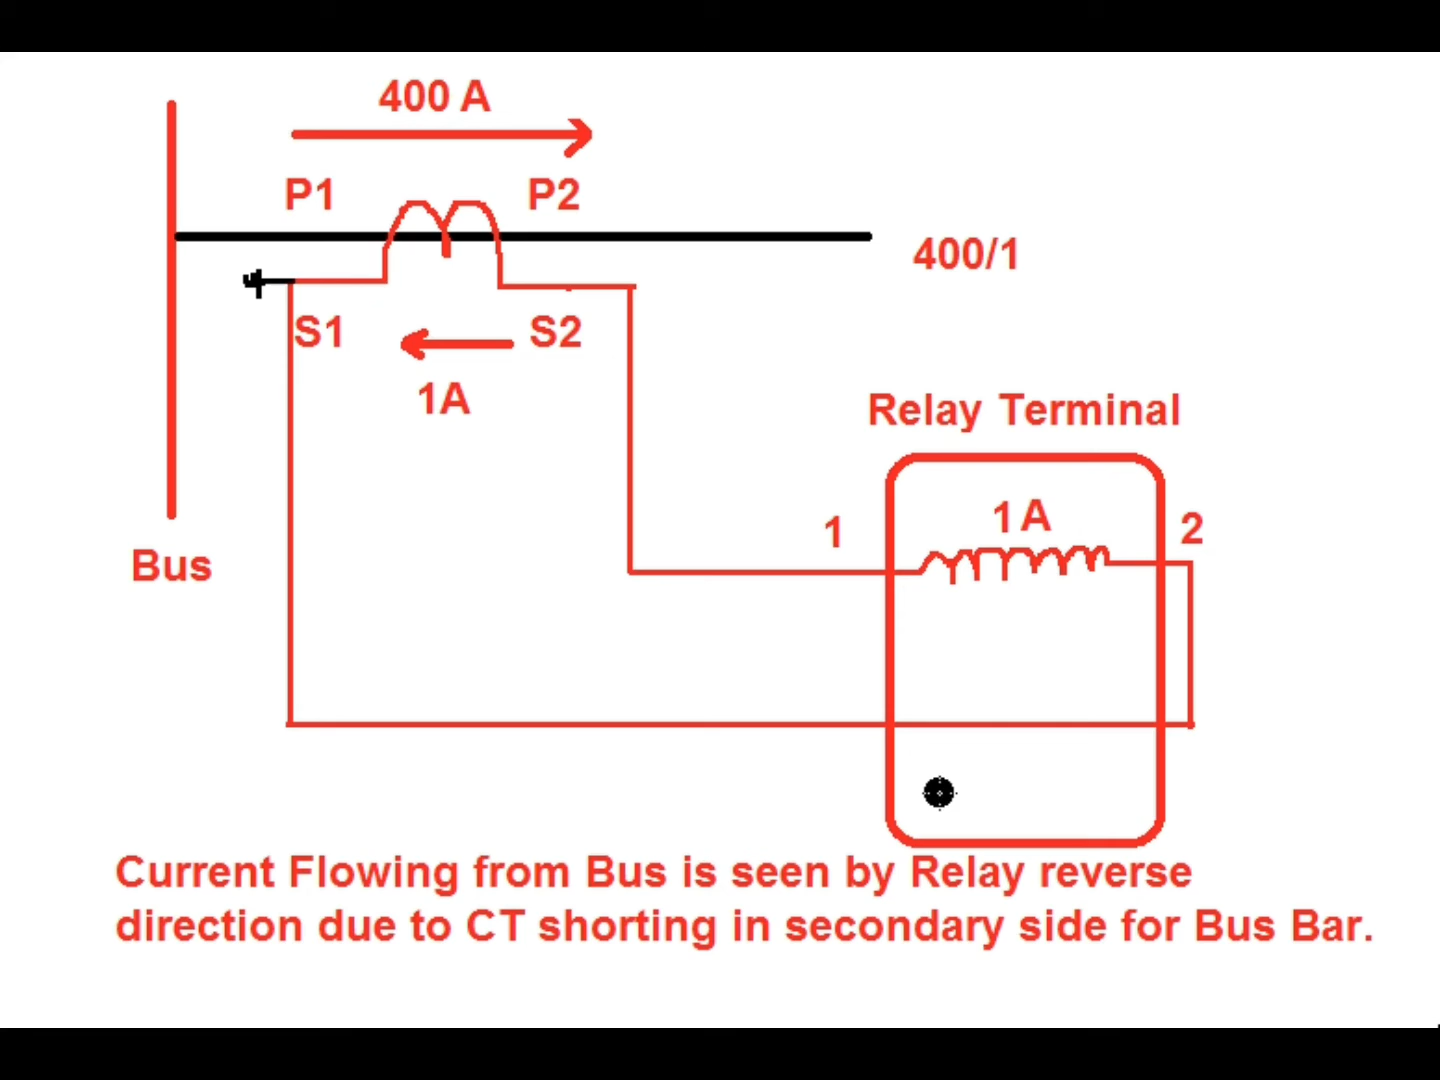 400 A
P1
P2
400/1
S1
S2
1A
Relay Terminal
1
1 A
2
Bus
Current Flowing from Bus is seen by Relay reverse
direction due to CT shorting in secondary side for Bus Bar.